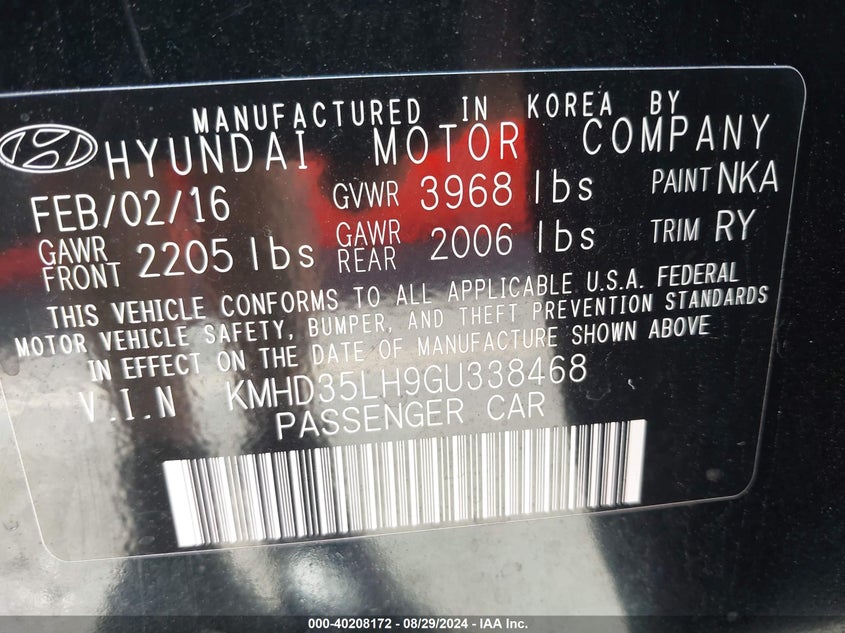 MANUFACTURED IN KOREA BY
HYUNDAI MOTOR COMPANY
FEB/02/16 GVWR 3968 lbs PAINT NKA
GAWR FRONT 2205 lbs GAWR REAR 2006 lbs TRIM RY
THIS VEHICLE CONFORMS TO ALL APPLICABLE U.S.A. FEDERAL
MOTOR VEHICLE SAFETY, BUMPER, AND THEFT PREVENTION STANDARDS
IN EFFECT ON THE DATE OF MANUFACTURE SHOWN ABOVE
V.I.N KMHD35LH9GU338468
PASSENGER CAR
000-40208172 | 08/29/2024 | IAA Inc.